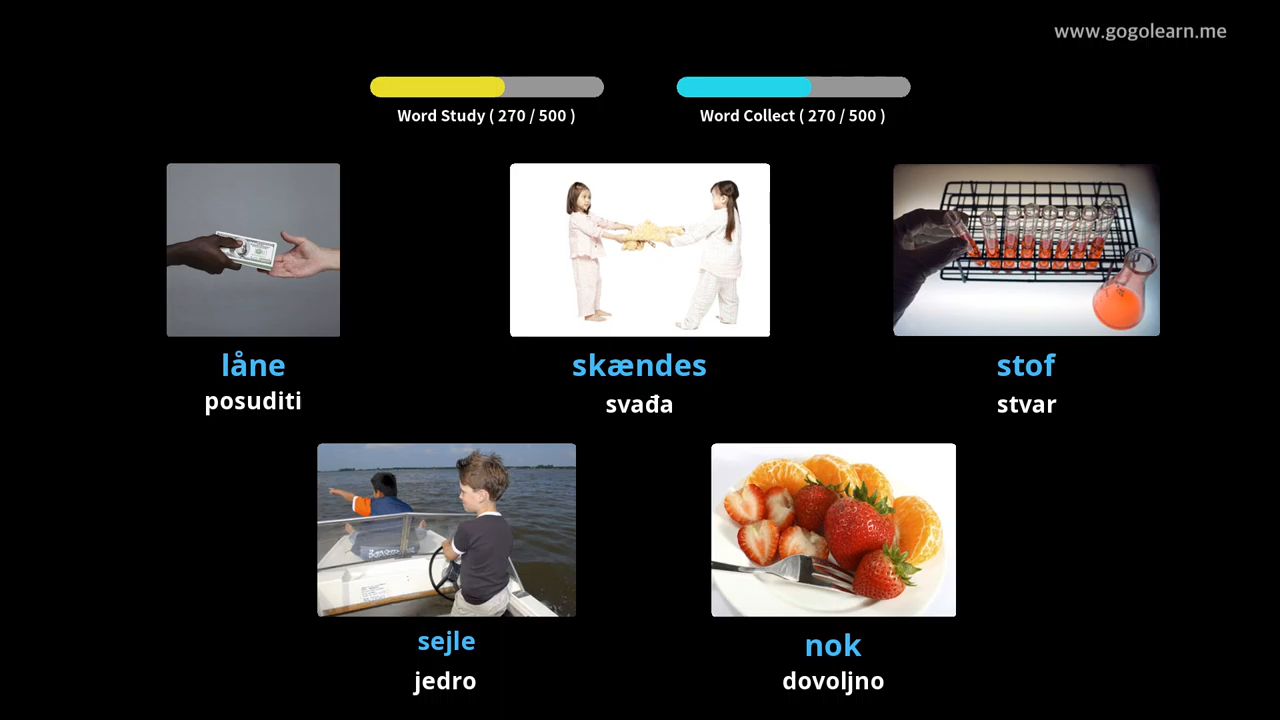 www.gogolearn.me
Word Study ( 270 / 500 )
Word Collect ( 270 / 500 )
låne
posuditi
skændes
svađa
stof
stvar
sejle
jedro
nok
dovoljno